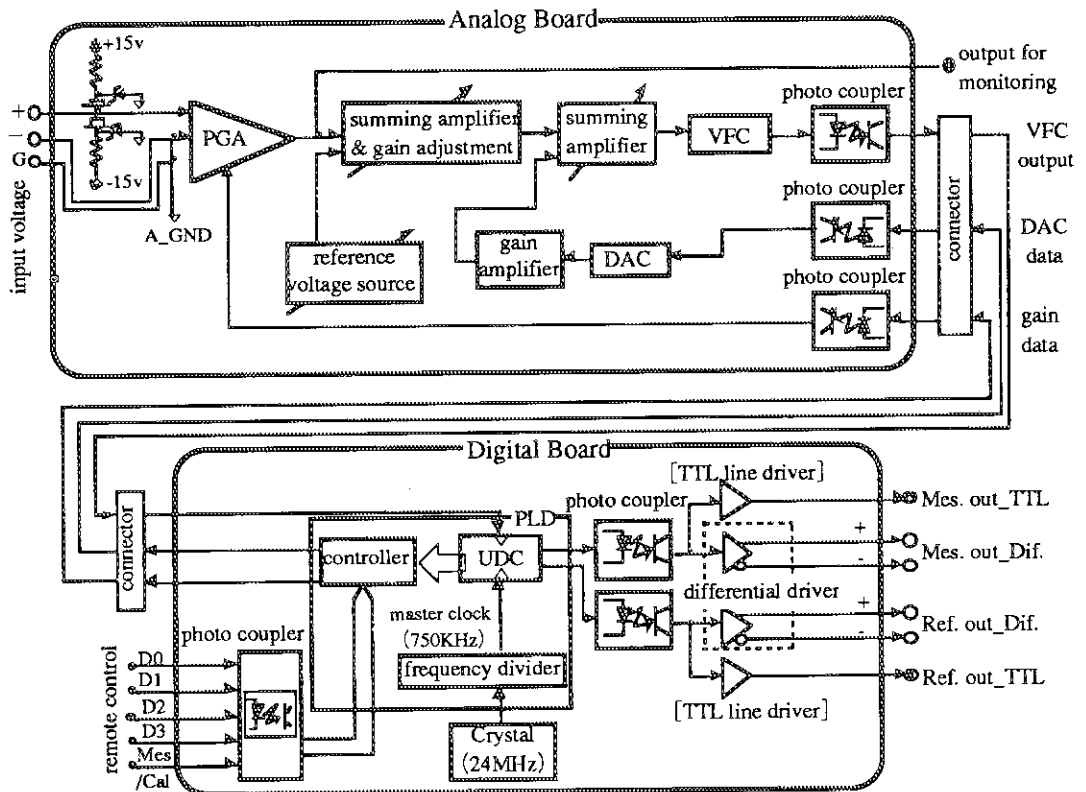 Analog Board
+15v
-15v
+
−
G
input voltage
A_GND
PGA
summing amplifier
& gain adjustment
summing
amplifier
VFC
photo coupler
output for
monitoring
VFC
output
reference
voltage source
gain
amplifier
DAC
photo coupler
photo coupler
connector
DAC
data
gain
data
Digital Board
connector
controller
PLD
UDC
master clock
(750KHz)
frequency divider
Crystal
(24MHz)
photo coupler
[TTL line driver]
differential driver
[TTL line driver]
Mes. out_TTL
+
Mes. out_Dif.
-
+
Ref. out_Dif.
-
Ref. out_TTL
photo coupler
remote control
D0
D1
D2
D3
Mes
/Cal